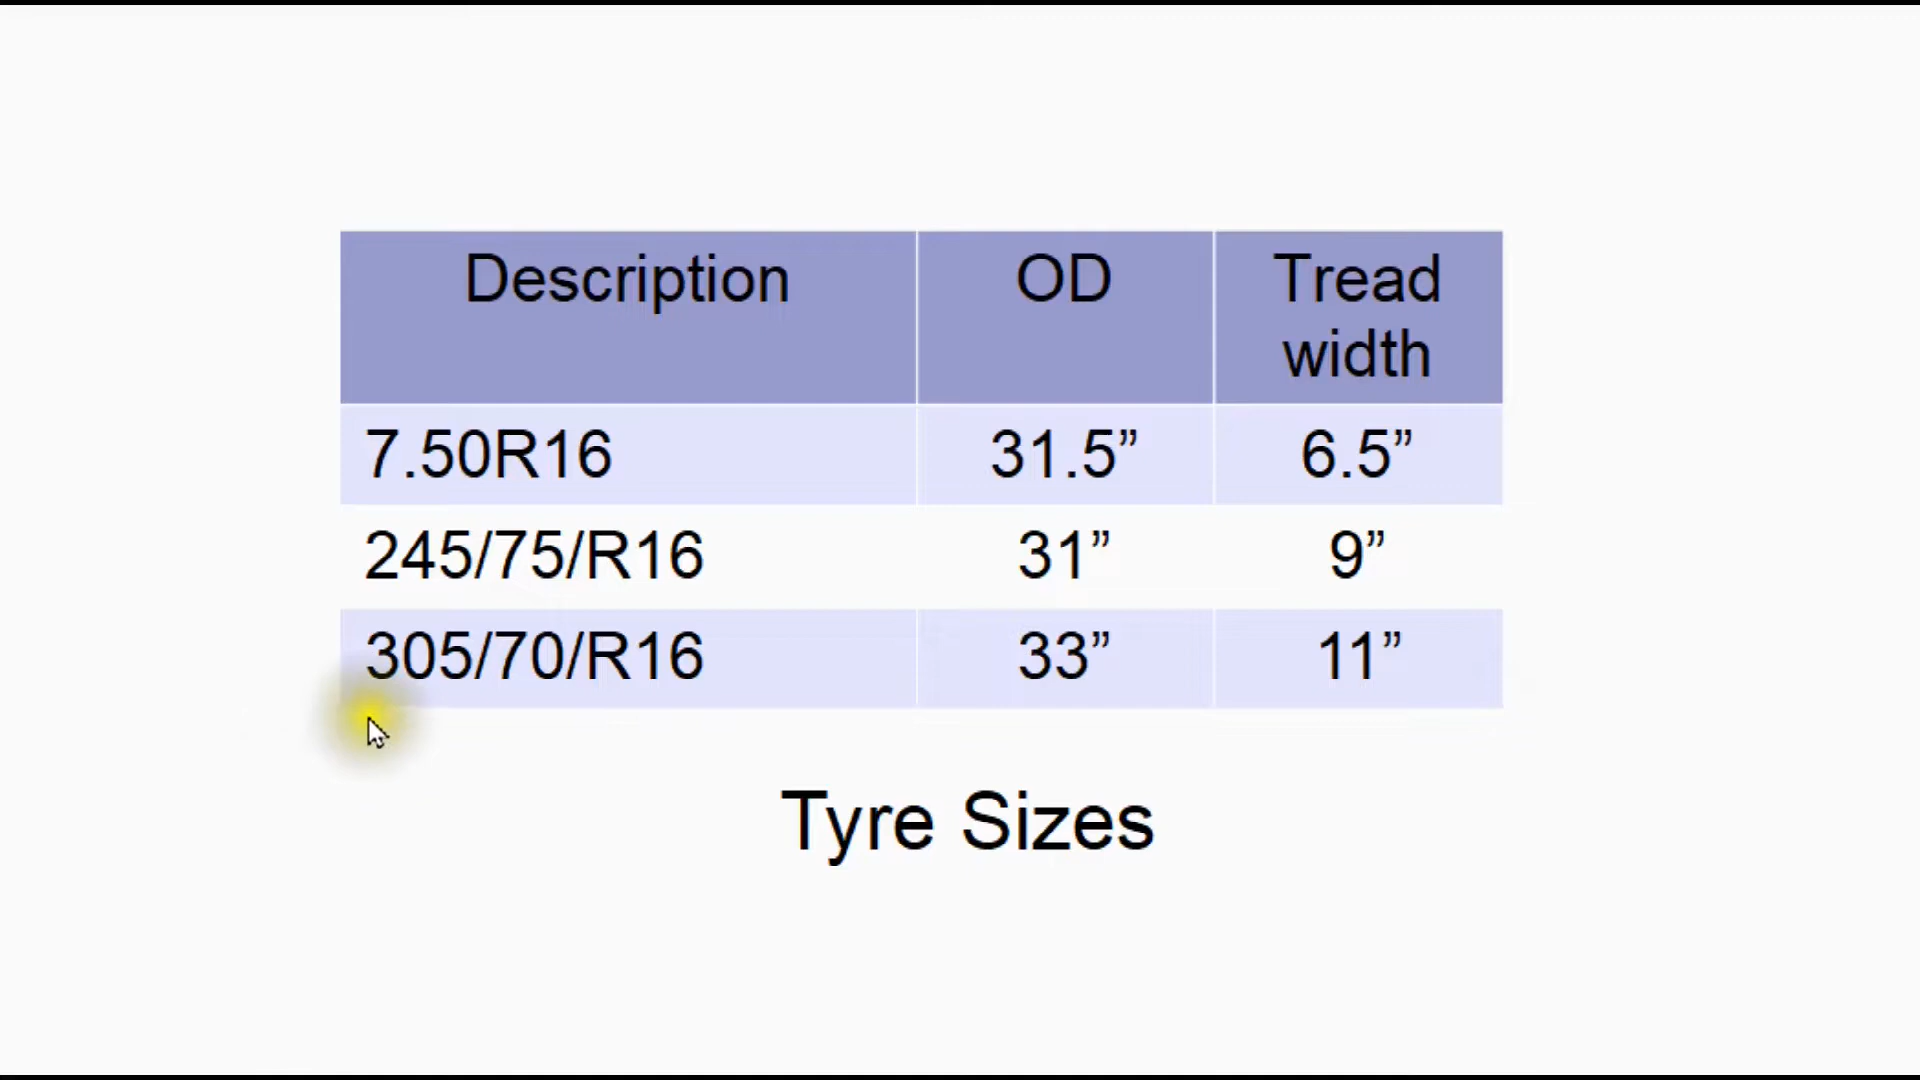 Description OD Tread
width
7.50R16 31.5” 6.5”
245/75/R16 31” 9”
305/70/R16 33” 11”
Tyre Sizes